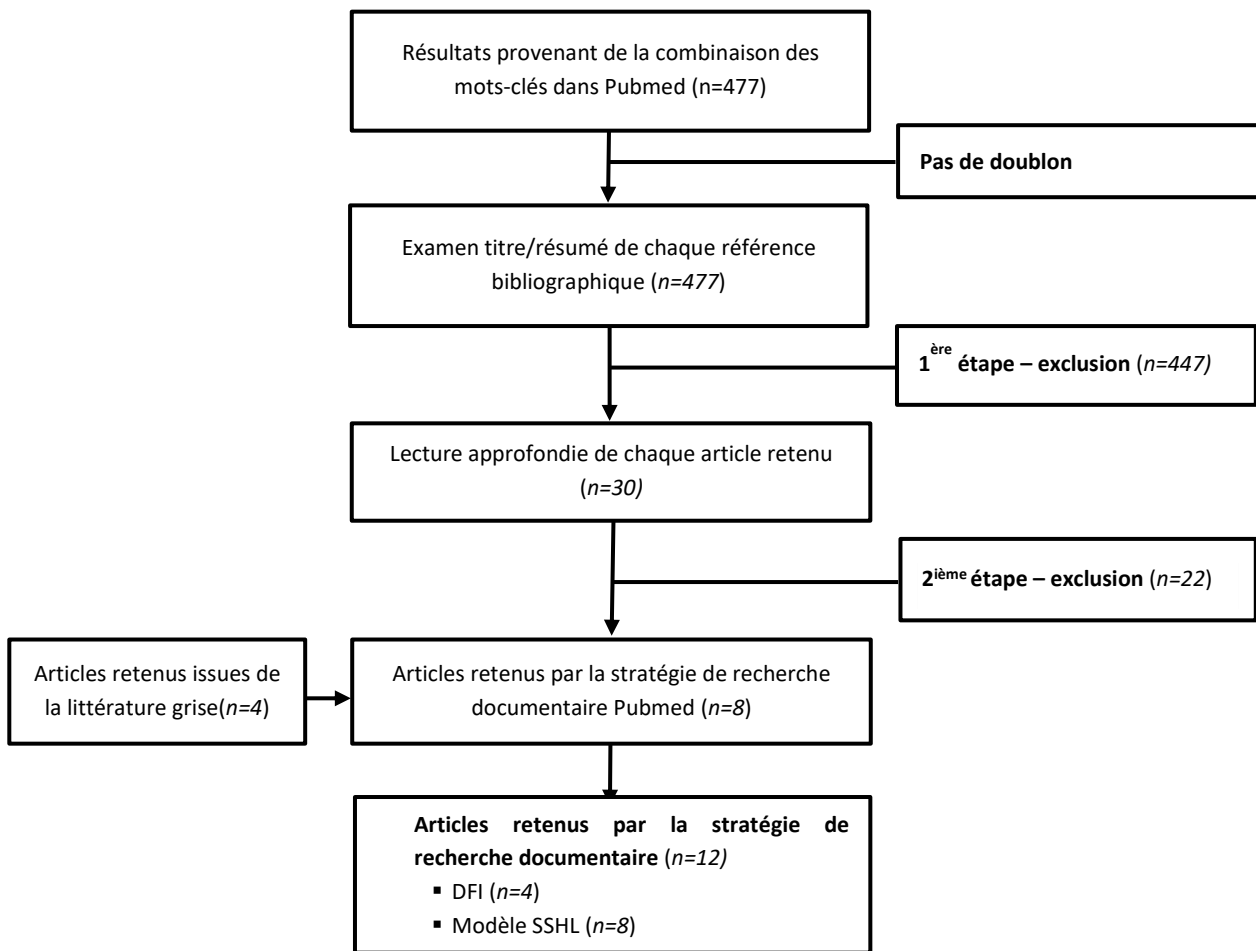 Résultats provenant de la combinaison des
mots-clés dans Pubmed (n=477)
Pas de doublon
Examen titre/résumé de chaque référence
bibliographique (n=477)
1ère étape – exclusion (n=447)
Lecture approfondie de chaque article retenu
(n=30)
2ième étape – exclusion (n=22)
Articles retenus issues de
la littérature grise(n=4)
Articles retenus par la stratégie de recherche
documentaire Pubmed (n=8)
Articles retenus par la stratégie de
recherche documentaire (n=12)
▪ DFI (n=4)
▪ Modèle SSHL (n=8)